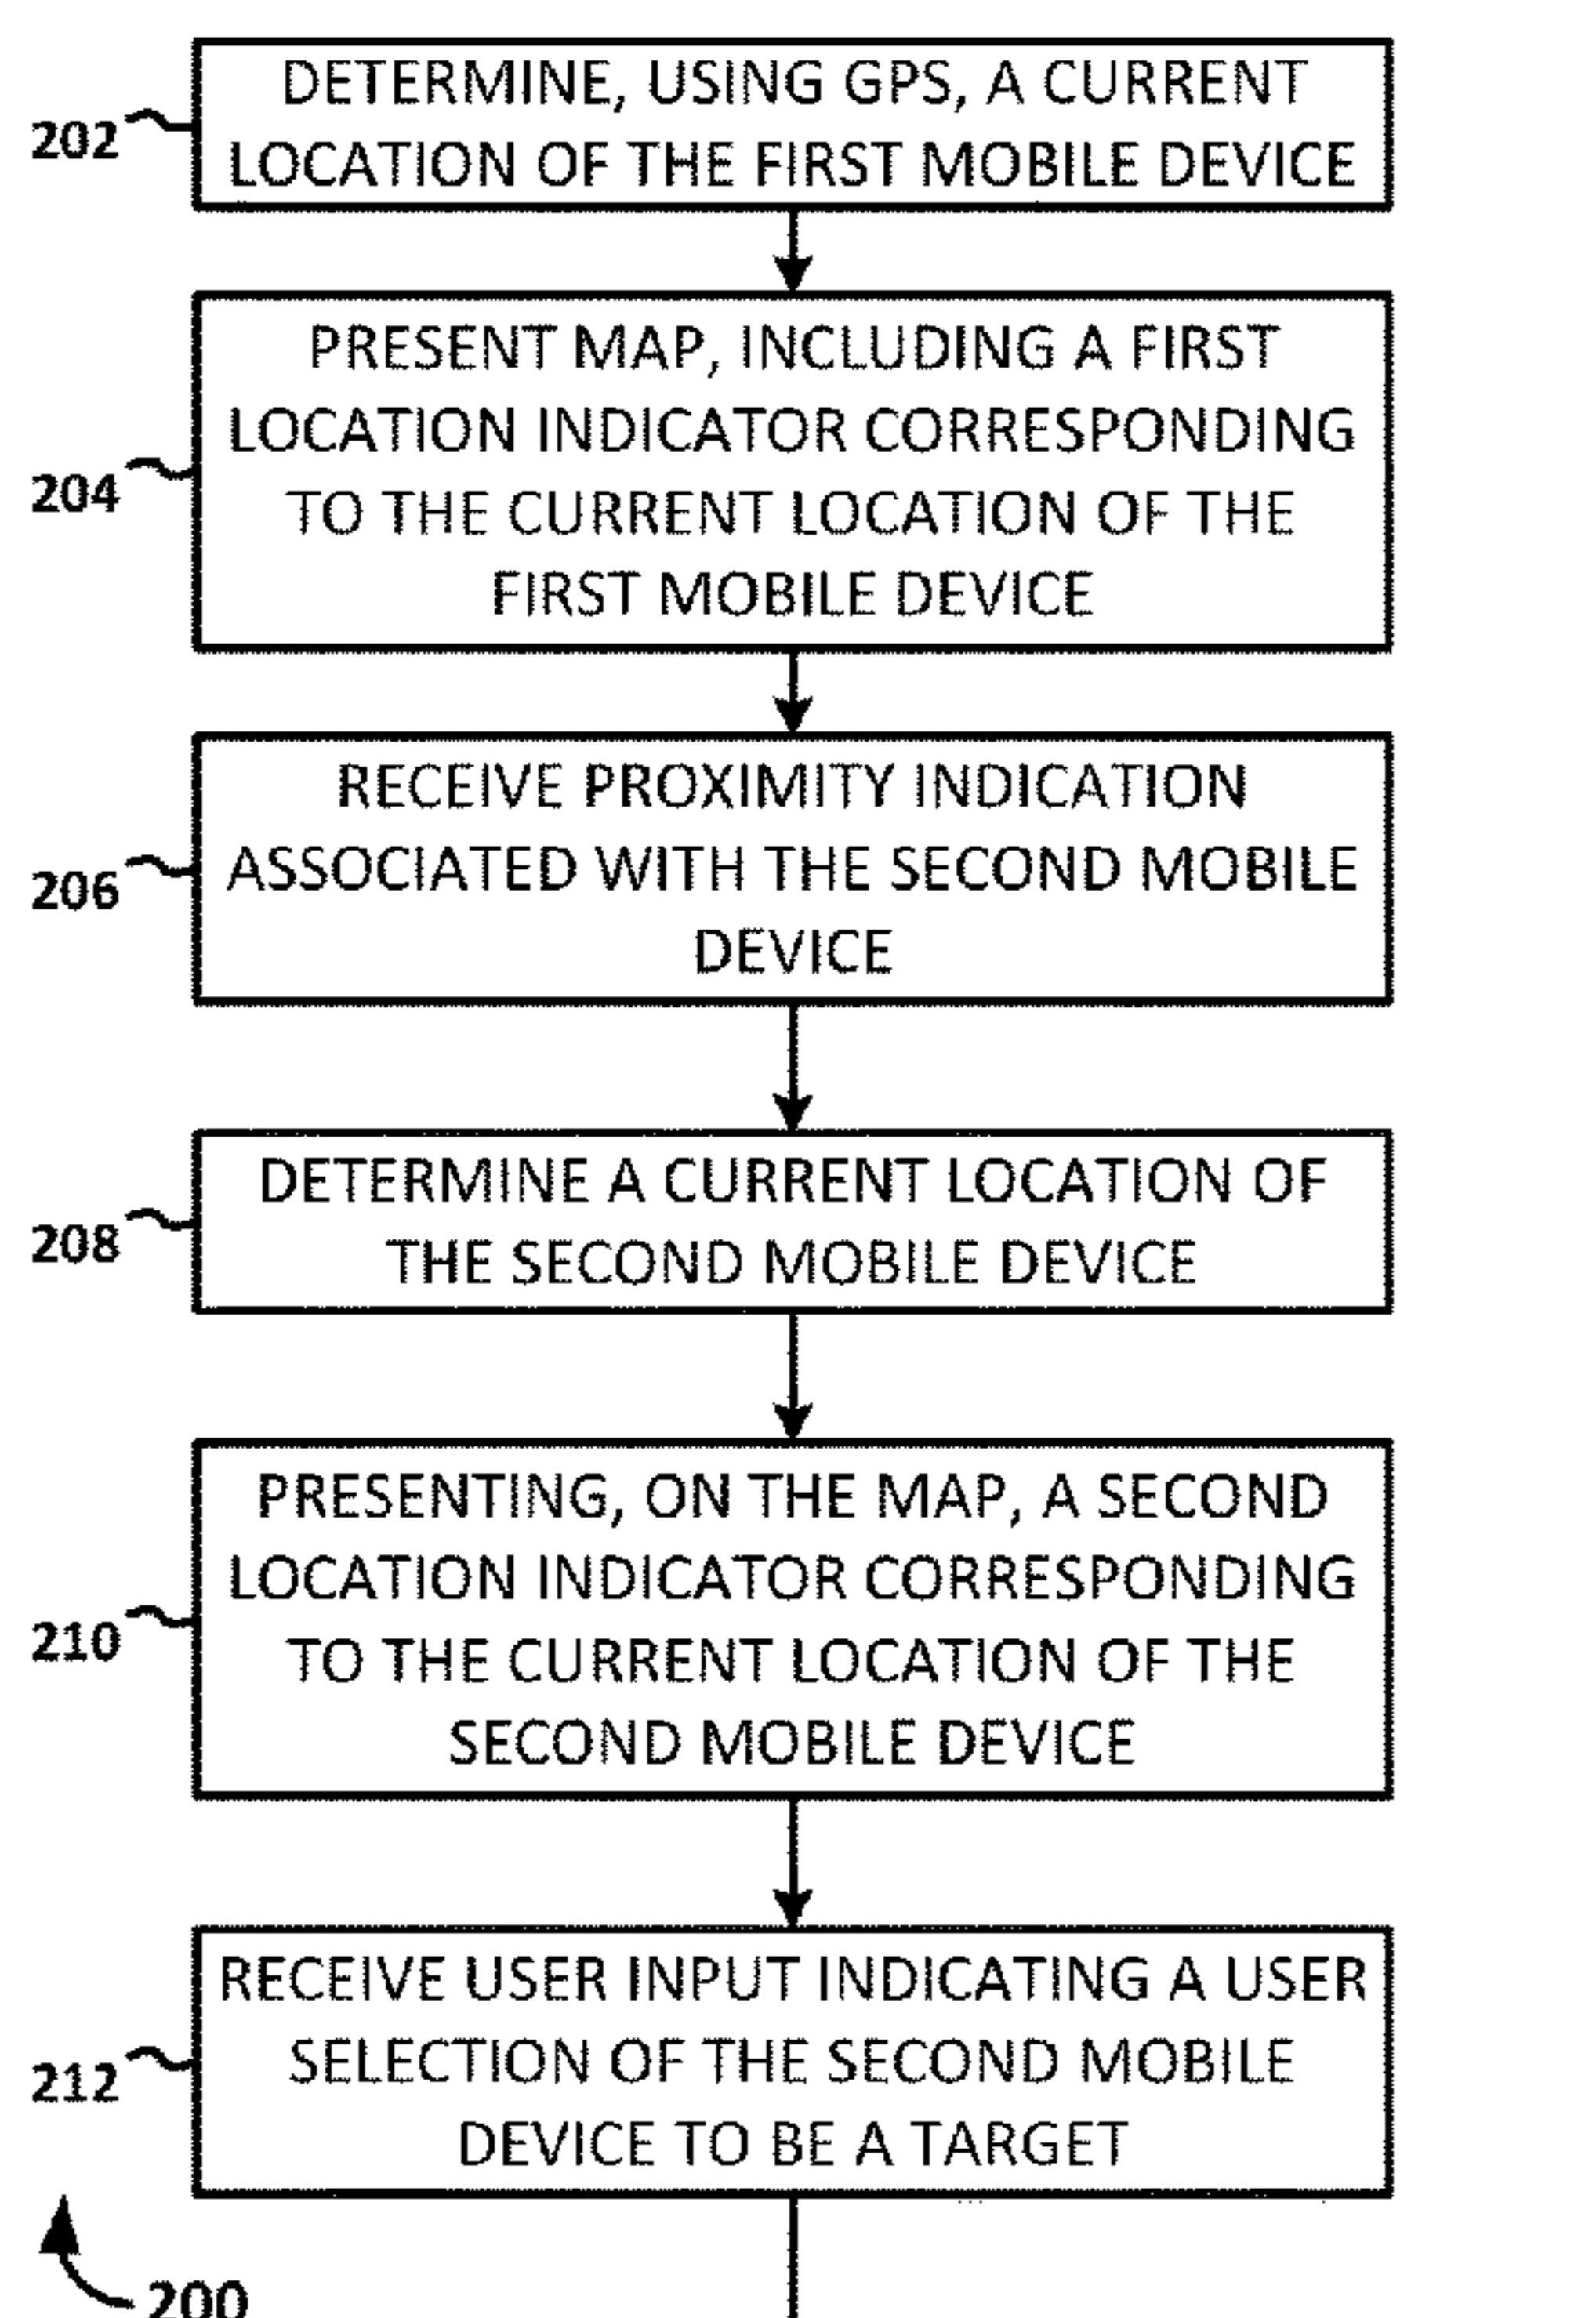 DETERMINE, USING GPS, A CURRENT
LOCATION OF THE FIRST MOBILE DEVICE
202
PRESENT MAP, INCLUDING A FIRST
LOCATION INDICATOR CORRESPONDING
TO THE CURRENT LOCATION OF THE
FIRST MOBILE DEVICE
204
RECEIVE PROXIMITY INDICATION
ASSOCIATED WITH THE SECOND MOBILE
DEVICE
206
DETERMINE A CURRENT LOCATION OF
THE SECOND MOBILE DEVICE
208
PRESENTING, ON THE MAP, A SECOND
LOCATION INDICATOR CORRESPONDING
TO THE CURRENT LOCATION OF THE
SECOND MOBILE DEVICE
210
RECEIVE USER INPUT INDICATING A USER
SELECTION OF THE SECOND MOBILE
DEVICE TO BE A TARGET
212
200